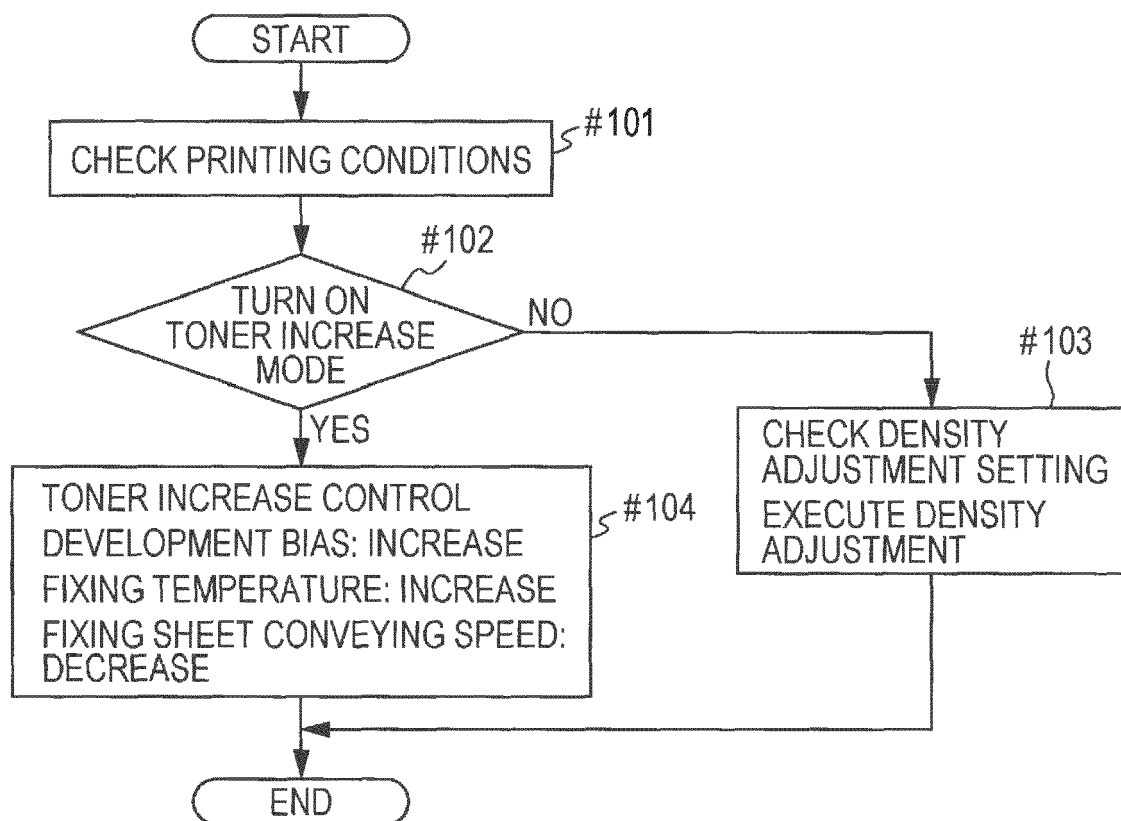 START
#101
CHECK PRINTING CONDITIONS
#102
TURN ON
TONER INCREASE
MODE
NO
#103
YES
CHECK DENSITY
ADJUSTMENT SETTING
EXECUTE DENSITY
ADJUSTMENT
TONER INCREASE CONTROL
#104
DEVELOPMENT BIAS: INCREASE
FIXING TEMPERATURE: INCREASE
FIXING SHEET CONVEYING SPEED:
DECREASE
END